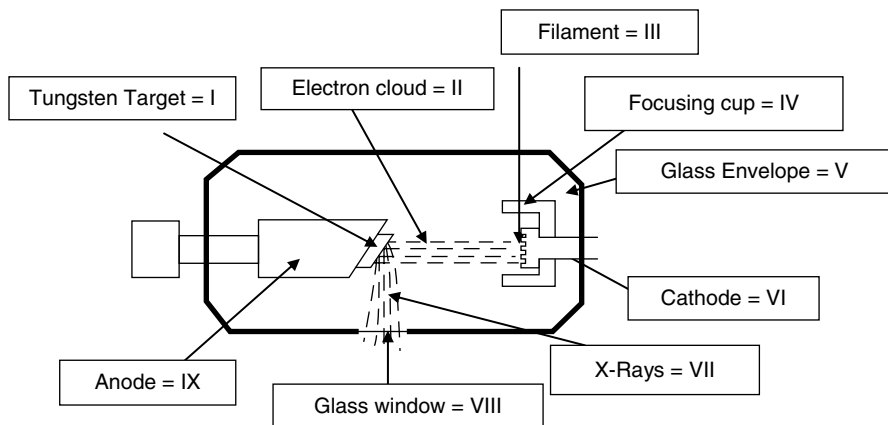 Filament = III
Tungsten Target = I
Electron cloud = II
Focusing cup = IV
Glass Envelope = V
Cathode = VI
X-Rays = VII
Anode = IX
Glass window = VIII